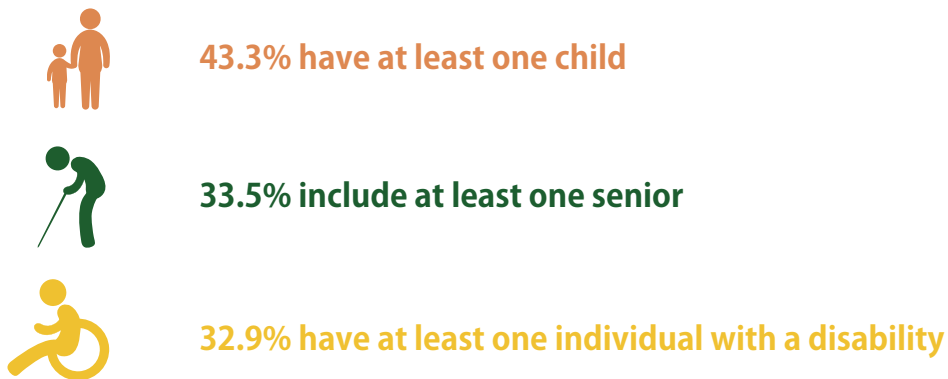 43.3% have at least one child
33.5% include at least one senior
32.9% have at least one individual with a disability